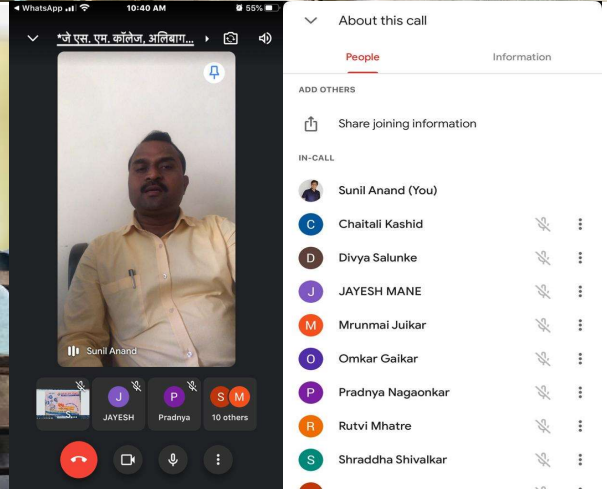 WhatsApp
10:40 AM
55%
*जे एस. एम. कॉलेज, अलिबाग...
Sunil Anand
JAYESH
P
Pradnya
S M
10 others
J
About this call
People
Information
ADD OTHERS
Share joining information
IN-CALL
Sunil Anand (You)
C
Chaitali Kashid
D
Divya Salunke
J
JAYESH MANE
M
Mrunmai Juikar
O
Omkar Gaikar
P
Pradnya Nagaonkar
R
Rutvi Mhatre
S
Shraddha Shivalkar